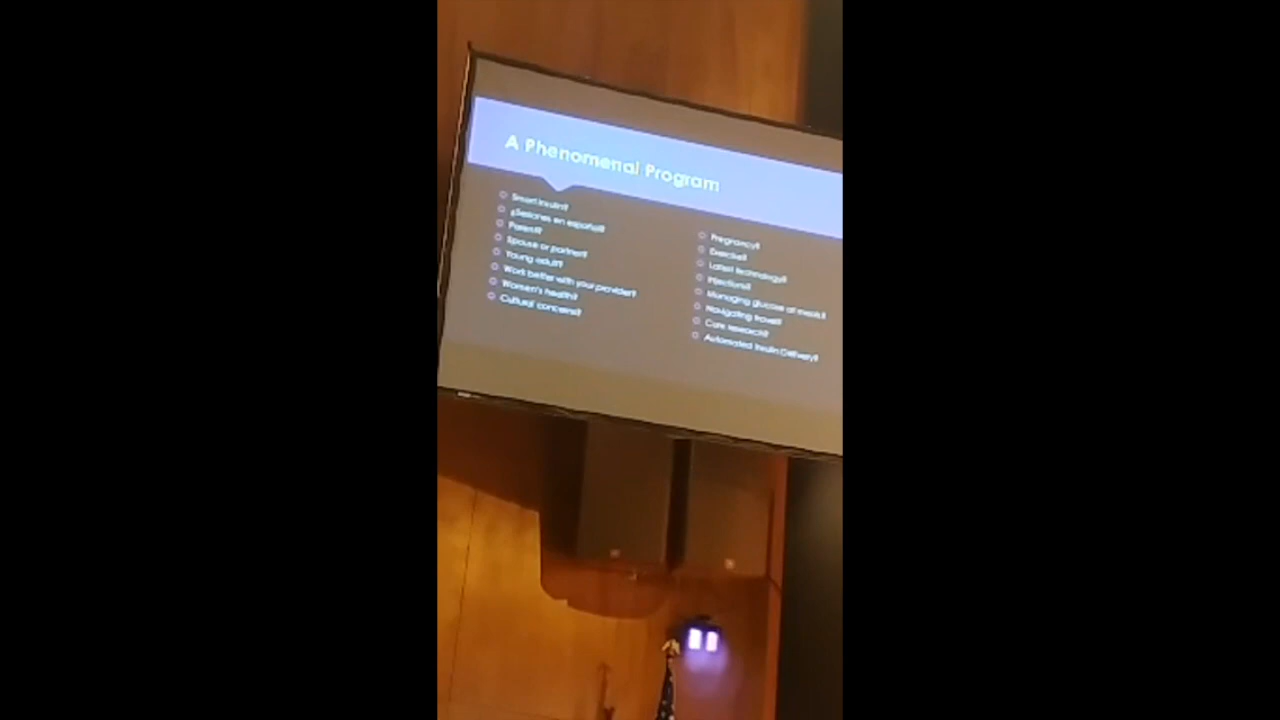 A Phenomenal Program
Smart Insulin?
¿Sesiones en español?
Parent?
Spouse or partner?
Young adult?
Work better with your provider?
Women's health?
Cultural concerns?
Pregnancy?
Exercise?
Latest technology?
Managing glucose at meals?
Navigating travel?
Cure research?
Automated Insulin Delivery?